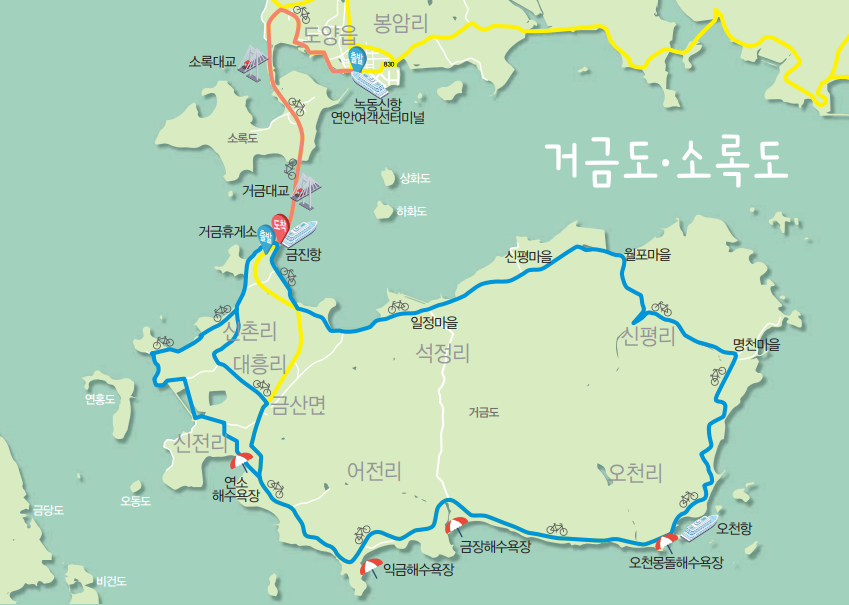 봉암리
도양읍
출발
830
소록대교
녹동신항
연안여객선터미널
소록도
거금도·소록도
상화도
거금대교
하화도
거금휴게소
출발
도착
금진항
신평마을
월포마을
일정마을
신촌리
신평리
명천마을
석정리
대흥리
연홍도
금산면
거금도
신전리
어전리
오천리
연소
해수욕장
오동도
금당도
오천항
금장해수욕장
오천몽돌해수욕장
익금해수욕장
비견도